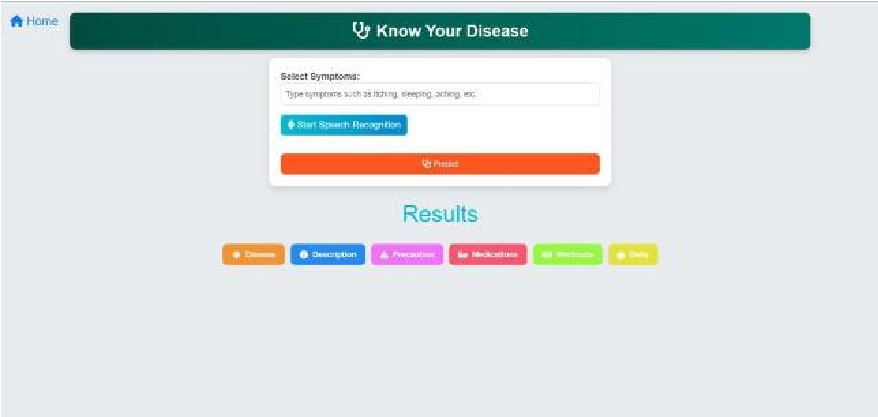 Home
Know Your Disease
Select Symptoms:
Type symptoms such as itching, sleeping, aching, etc
Start Speech Recognition
Predict
Results
Disease
Description
Precaution
Medications
Workouts
Diets